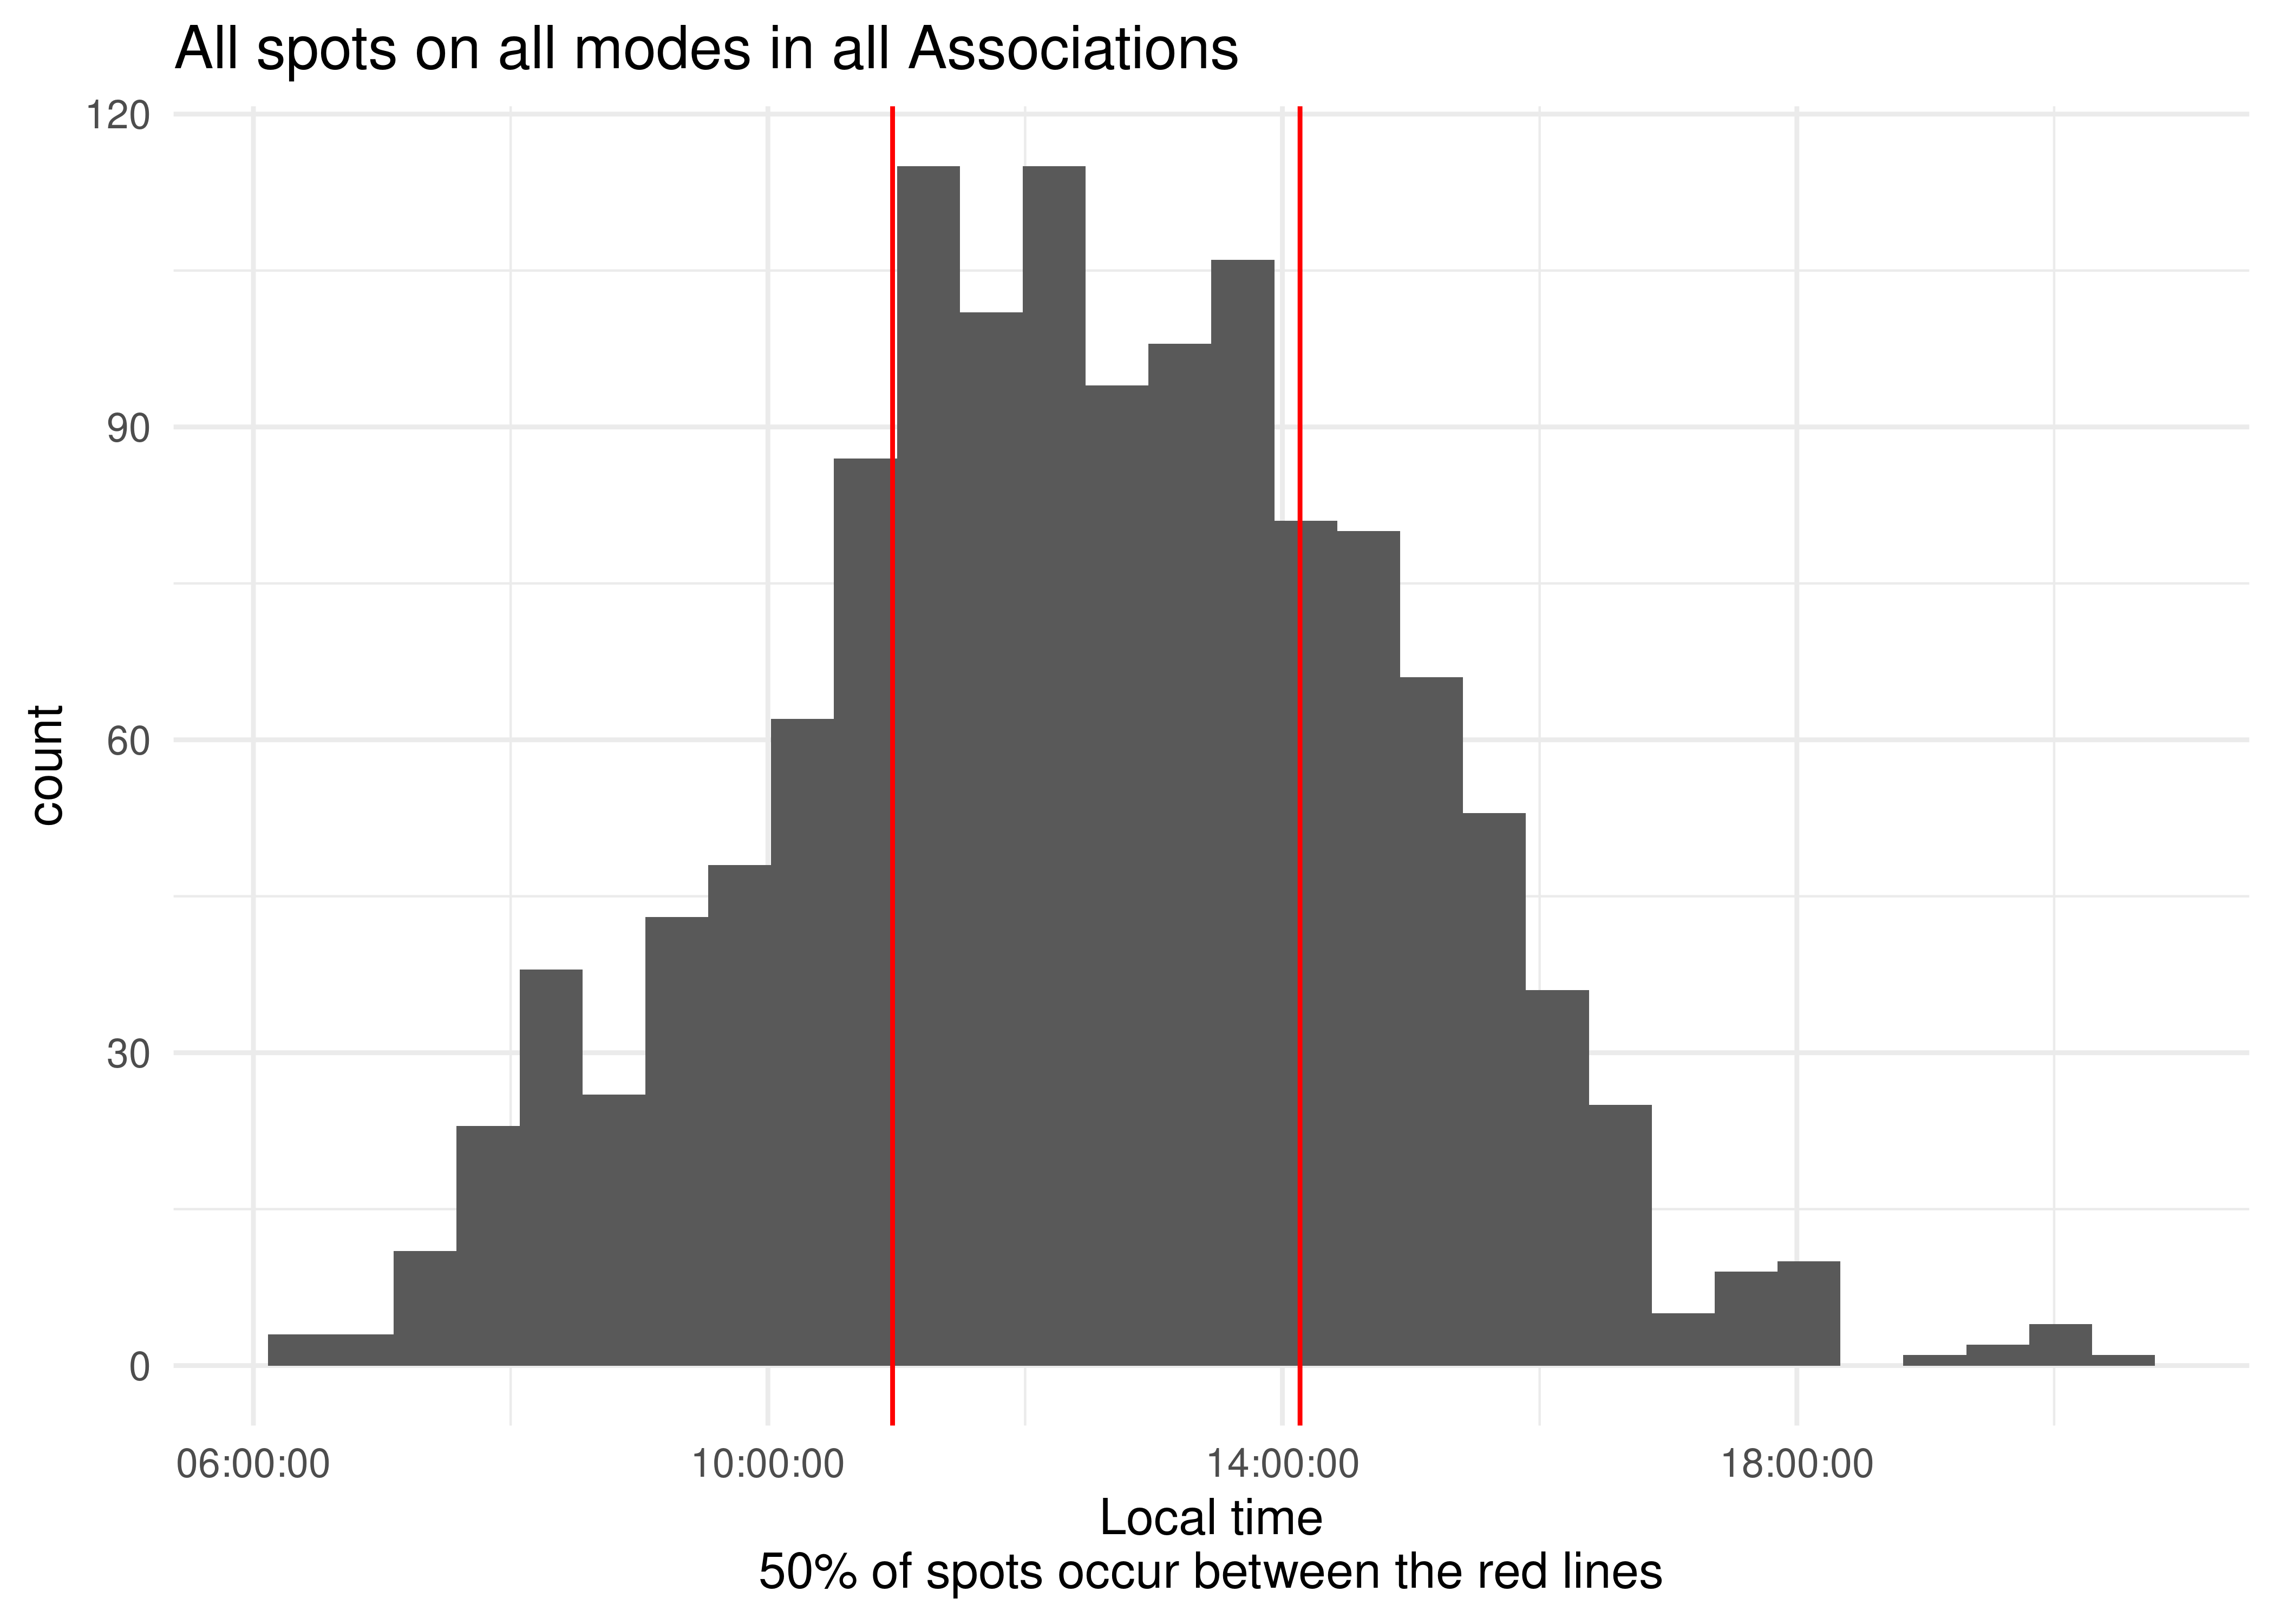 All spots on all modes in all Associations
120
90
60
30
0
count
06:00:00 10:00:00 14:00:00 18:00:00
Local time
50% of spots occur between the red lines